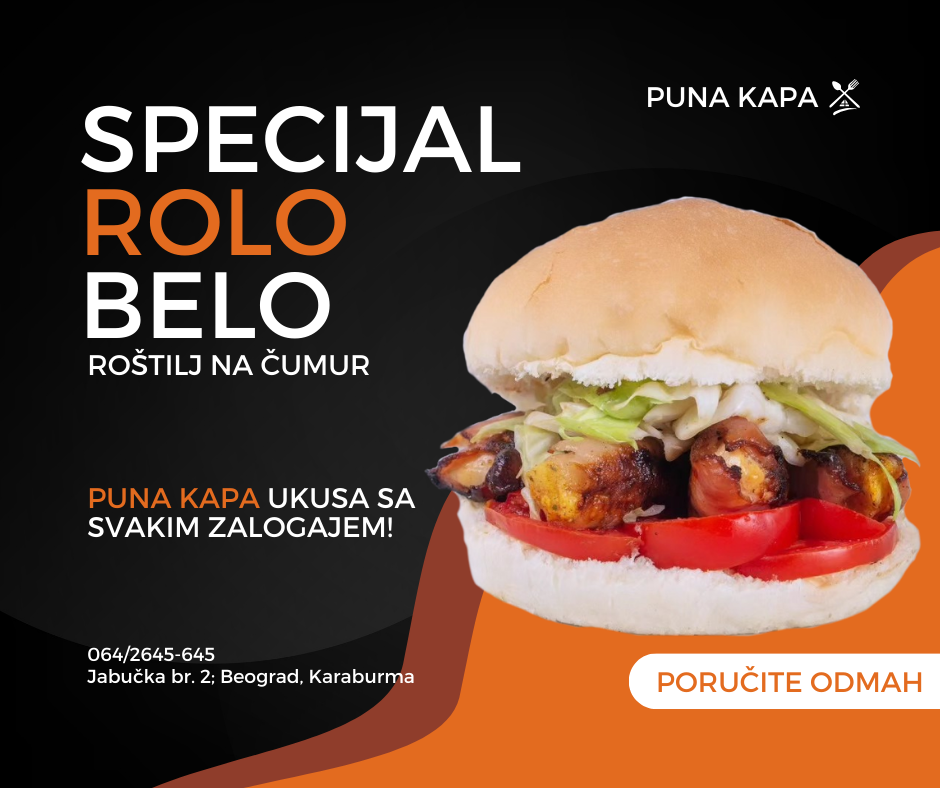 PUNA KAPA
SPECIJAL
ROLO
BELO
ROŠTILJ NA ČUMUR
PUNA KAPA UKUSA SA
SVAKIM ZALOGAJEM!
064/2645-645
Jabučka br. 2; Beograd, Karaburma
PORUČITE ODMAH